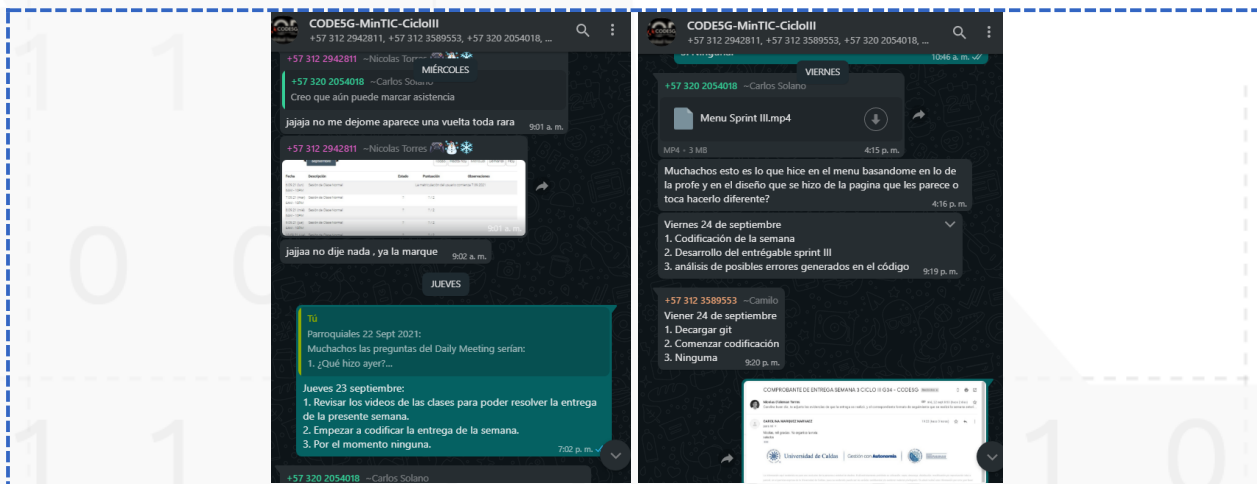 CODE5G-MinTIC-CicloIII
+57 312 2942811, +57 312 3589553, +57 320 2054018, ...
+57 312 2942811 ~Nicolas Torres
MIÉRCOLES
+57 320 2054018 ~Carlos Solano
Creo que aún puede marcar asistencia
jajaja no me dejome aparece una vuelta toda rara
9:01 a. m.
+57 312 2942811 ~Nicolas Torres
Fecha Descripción Estado Puntuación Observaciones
9:01 a. m.
jajjaa no dije nada , ya la marque
9:02 a. m.
JUEVES
Tú
Parroquiales 22 Sept 2021:
Muchachos las preguntas del Daily Meeting serían:
1. ¿Qué hizo ayer?...
Jueves 23 septiembre:
1. Revisar los videos de las clases para poder resolver la entrega
de la presente semana.
2. Empezar a codificar la entrega de la semana.
3. Por el momento ninguna.
7:02 p. m.
+57 320 2054018 ~Carlos Solano
CODE5G-MinTIC-CicloIII
+57 312 2942811, +57 312 3589553, +57 320 2054018, ...
10:46 a. m.
VIERNES
+57 320 2054018 ~Carlos Solano
Menu Sprint III.mp4
MP4 • 3 MB
4:15 p. m.
Muchachos esto es lo que hice en el menu basandome en lo de
la profe y en el diseño que se hizo de la pagina que les parece o
toca hacerlo diferente?
4:16 p. m.
Viernes 24 de septiembre
1. Codificación de la semana
2. Desarrollo del entrégable sprint III
3. análisis de posibles errores generados en el código
9:19 p. m.
+57 312 3589553 ~Camilo
Viener 24 de septiembre
1. Decargar git
2. Comenzar codificación
3. Ninguma
9:20 p. m.
COMPROBANTE DE ENTREGA SEMANA 3 CICLO III G34 - CODE5G
Universidad de Caldas